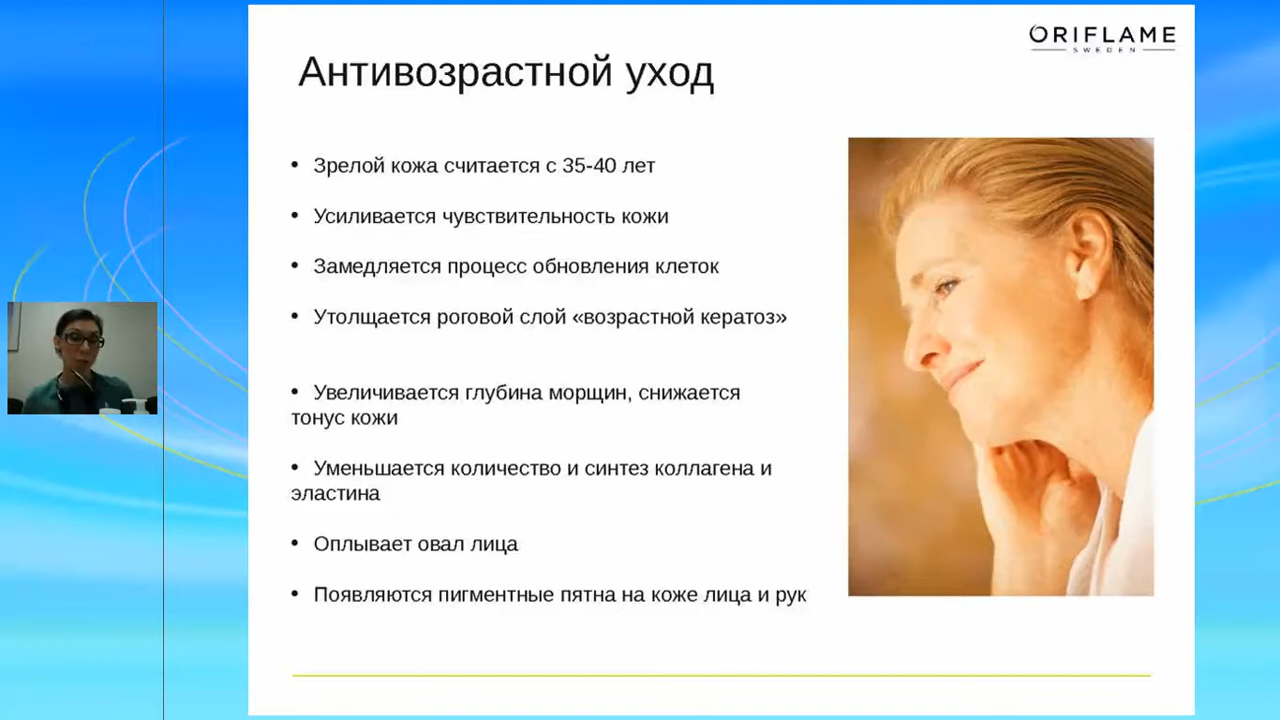 ORIFLAME
SWEDEN
Антивозрастной уход
• Зрелой кожа считается с 35-40 лет
• Усиливается чувствительность кожи
• Замедляется процесс обновления клеток
• Утолщается роговой слой «возрастной кератоз»
• Увеличивается глубина морщин, снижается
тонус кожи
• Уменьшается количество и синтез коллагена и
эластина
• Оплывает овал лица
• Появляются пигментные пятна на коже лица и рук